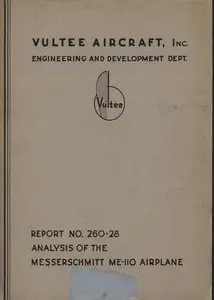 VULTEE AIRCRAFT, INC.
ENGINEERING AND DEVELOPMENT DEPT.
Vultee
REPORT NO. 260-28
ANALYSIS OF THE
MESSERSCHMITT ME-110 AIRPLANE